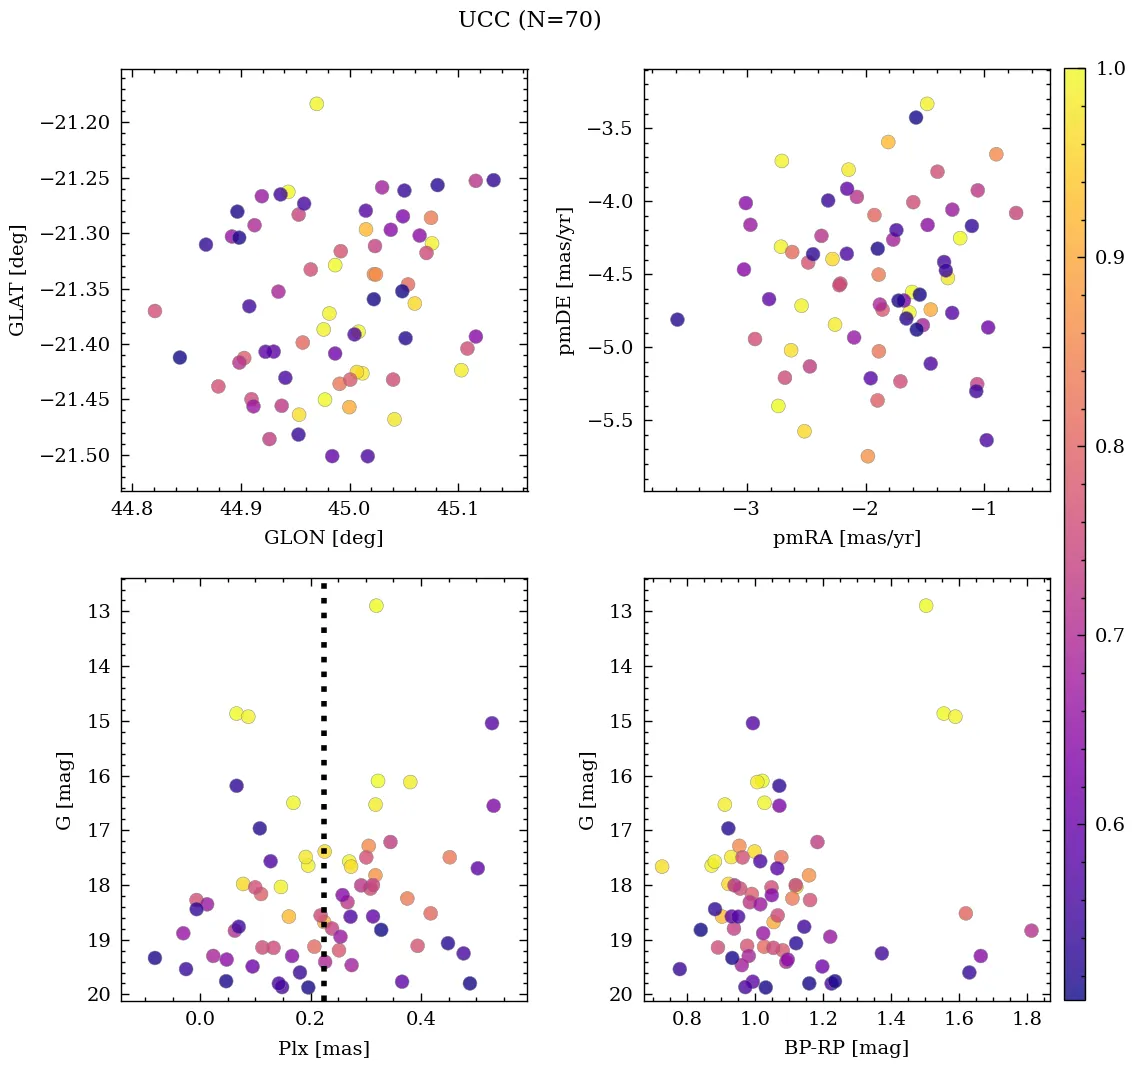 UCC (N=70)
−21.20
−21.25
−21.30
−21.35
−21.40
−21.45
−21.50
GLAT [deg]
44.8 44.9 45.0 45.1
GLON [deg]
−3.5
−4.0
−4.5
−5.0
−5.5
pmDE [mas/yr]
−3 −2 −1
pmRA [mas/yr]
1.0
0.9
0.8
0.7
0.6
13
14
15
16
17
18
19
20
G [mag]
0.0 0.2 0.4
Plx [mas]
13
14
15
16
17
18
19
20
G [mag]
0.8 1.0 1.2 1.4 1.6 1.8
BP-RP [mag]